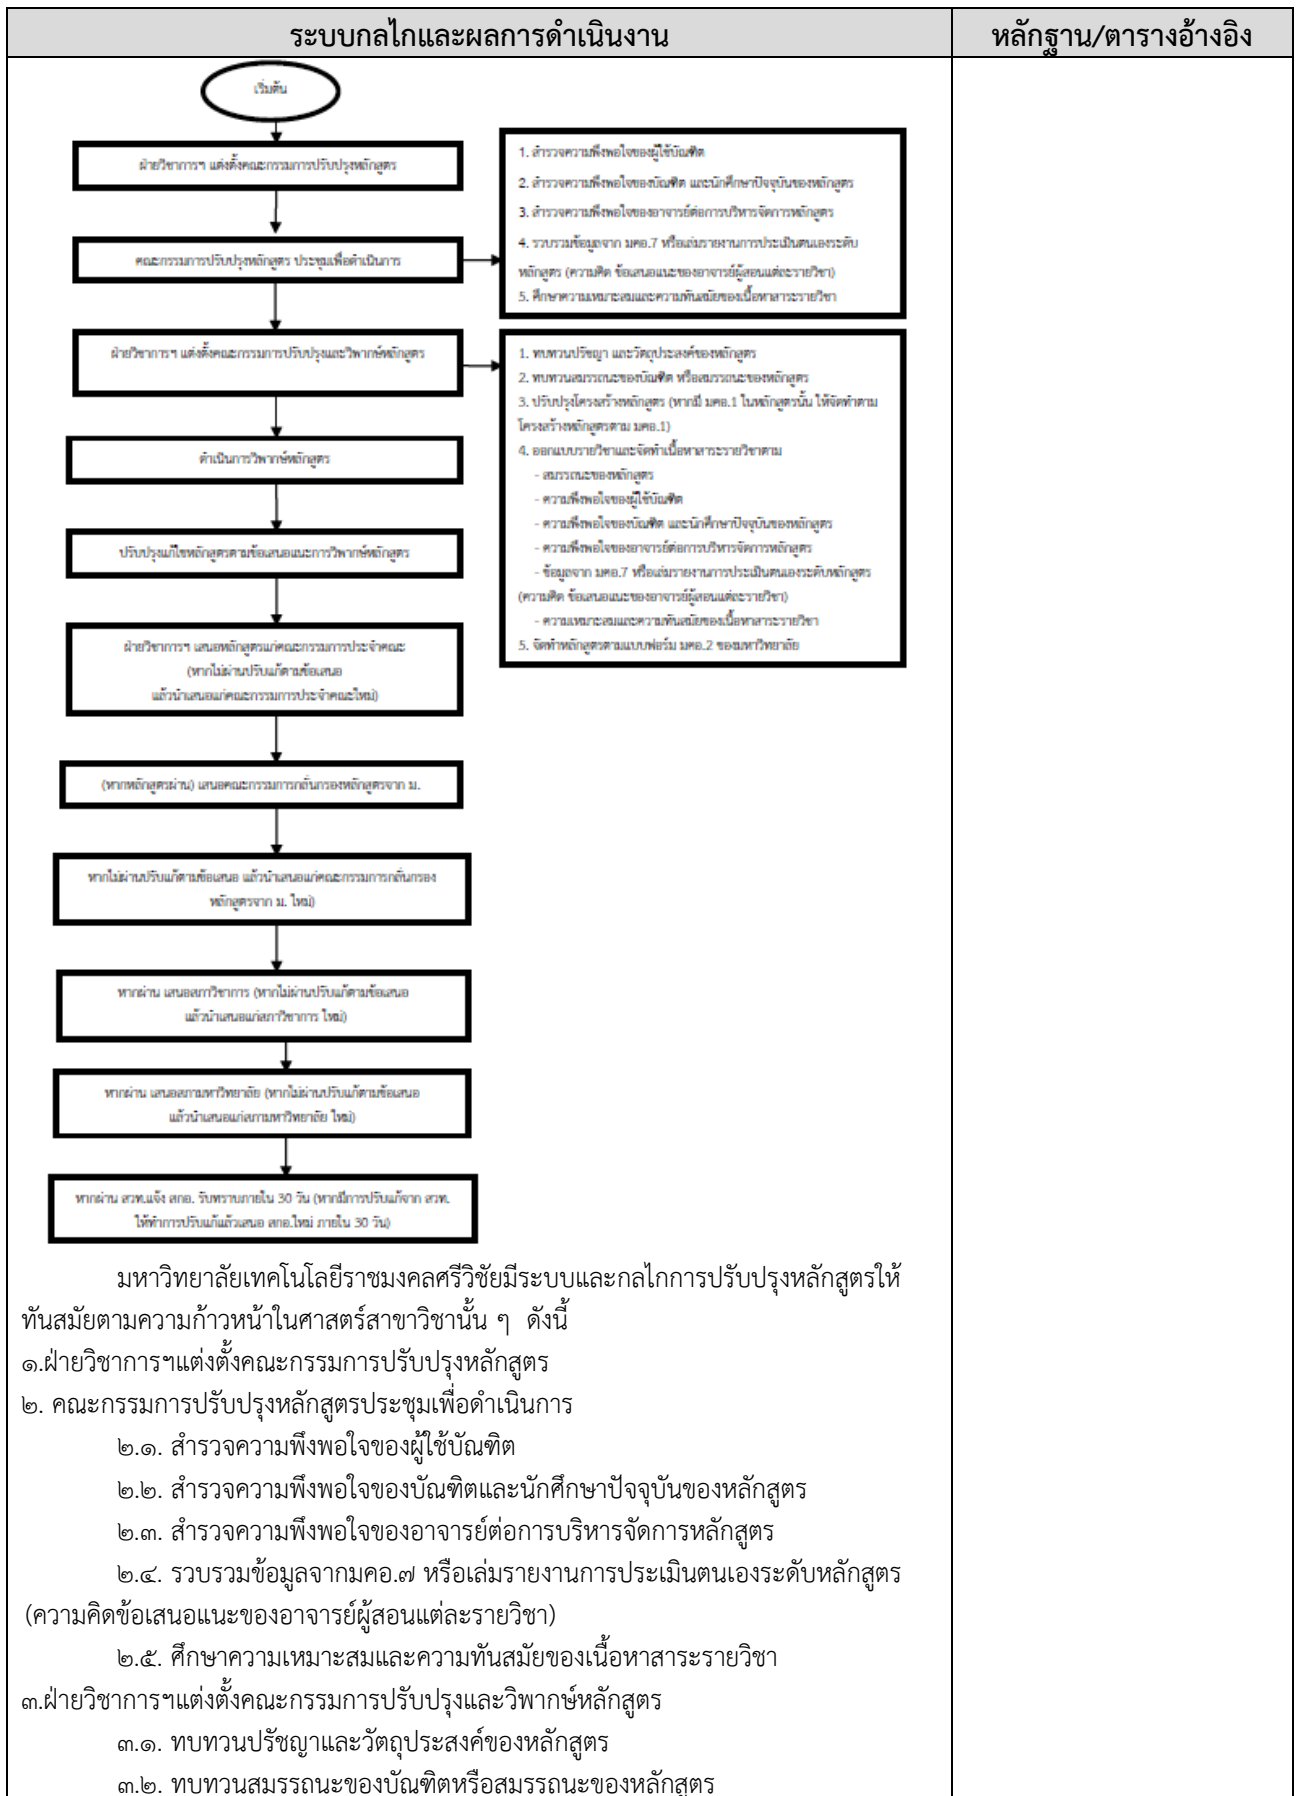 ระบบกลไกและผลการดำเนินงาน
หลักฐาน/ตารางอ้างอิง
เริ่มต้น
ฝ่ายวิชาการฯ แต่งตั้งคณะกรรมการปรับปรุงหลักสูตร
คณะกรรมการปรับปรุงหลักสูตร ประชุมเพื่อดำเนินการ
1. สำรวจความพึงพอใจของผู้ใช้บัณฑิต
2. สำรวจความพึงพอใจของบัณฑิต และนักศึกษาปัจจุบันของหลักสูตร
3. สำรวจความพึงพอใจของอาจารย์ต่อการบริหารจัดการหลักสูตร
4. รวบรวมข้อมูลจาก มคอ.7 หรือเล่มรายงานการประเมินตนเองระดับ
หลักสูตร (ความคิด ข้อเสนอแนะของอาจารย์ผู้สอนแต่ละรายวิชา)
5. ศึกษาความเหมาะสมและความทันสมัยของเนื้อหาสาระรายวิชา
ฝ่ายวิชาการฯ แต่งตั้งคณะกรรมการปรับปรุงและวิพากษ์หลักสูตร
1. ทบทวนปรัชญา และวัตถุประสงค์ของหลักสูตร
2. ทบทวนสมรรถนะของบัณฑิต หรือสมรรถนะของหลักสูตร
3. ปรับปรุงโครงสร้างหลักสูตร (หากมี มคอ.1 ในหลักสูตรนั้น ให้จัดทำตาม
โครงสร้างหลักสูตรตาม มคอ.1)
4. ออกแบบรายวิชาและจัดทำเนื้อหาสาระรายวิชาตาม
- สมรรถนะของหลักสูตร
- ความพึงพอใจของผู้ใช้บัณฑิต
- ความพึงพอใจของบัณฑิต และนักศึกษาปัจจุบันของหลักสูตร
- ความพึงพอใจของอาจารย์ต่อการบริหารจัดการหลักสูตร
- ข้อมูลจาก มคอ.7 หรือเล่มรายงานการประเมินตนเองระดับหลักสูตร
(ความคิด ข้อเสนอแนะของอาจารย์ผู้สอนแต่ละรายวิชา)
- ความเหมาะสมและความทันสมัยของเนื้อหาสาระรายวิชา
5. จัดทำหลักสูตรตามแบบฟอร์ม มคอ.2 ของมหาวิทยาลัย
ดำเนินการวิพากษ์หลักสูตร
ปรับปรุงแก้ไขหลักสูตรตามข้อเสนอแนะการวิพากษ์หลักสูตร
ฝ่ายวิชาการฯ เสนอหลักสูตรแก่คณะกรรมการประจำคณะ
(หากไม่ผ่านปรับแก้ตามข้อเสนอ
แล้วนำเสนอแก่คณะกรรมการประจำคณะใหม่)
(หากหลักสูตรผ่าน) เสนอคณะกรรมการกลั่นกรองหลักสูตรจาก ม.
หากไม่ผ่านปรับแก้ตามข้อเสนอ แล้วนำเสนอแก่คณะกรรมการกลั่นกรอง
หลักสูตรจาก ม. ใหม่)
หากผ่าน เสนอสภาวิชาการ (หากไม่ผ่านปรับแก้ตามข้อเสนอ
แล้วนำเสนอแก่สภาวิชาการ ใหม่)
หากผ่าน เสนอสภามหาวิทยาลัย (หากไม่ผ่านปรับแก้ตามข้อเสนอ
แล้วนำเสนอแก่สภามหาวิทยาลัย ใหม่)
หากผ่าน สวท.แจ้ง สกอ. รับทราบภายใน 30 วัน (หากมีการปรับแก้จาก สวท.
ให้ทำการปรับแก้แล้วเสนอ สกอ.ใหม่ ภายใน 30 วัน)
มหาวิทยาลัยเทคโนโลยีราชมงคลศรีวิชัยมีระบบและกลไกการปรับปรุงหลักสูตรให้
ทันสมัยตามความก้าวหน้าในศาสตร์สาขาวิชานั้น ๆ ดังนี้
๑.ฝ่ายวิชาการฯแต่งตั้งคณะกรรมการปรับปรุงหลักสูตร
๒. คณะกรรมการปรับปรุงหลักสูตรประชุมเพื่อดำเนินการ
๒.๑. สำรวจความพึงพอใจของผู้ใช้บัณฑิต
๒.๒. สำรวจความพึงพอใจของบัณฑิตและนักศึกษาปัจจุบันของหลักสูตร
๒.๓. สำรวจความพึงพอใจของอาจารย์ต่อการบริหารจัดการหลักสูตร
๒.๔. รวบรวมข้อมูลจากมคอ.๗ หรือเล่มรายงานการประเมินตนเองระดับหลักสูตร
(ความคิดข้อเสนอแนะของอาจารย์ผู้สอนแต่ละรายวิชา)
๒.๕. ศึกษาความเหมาะสมและความทันสมัยของเนื้อหาสาระรายวิชา
๓.ฝ่ายวิชาการฯแต่งตั้งคณะกรรมการปรับปรุงและวิพากษ์หลักสูตร
๓.๑. ทบทวนปรัชญาและวัตถุประสงค์ของหลักสูตร
๓.๒. ทบทวนสมรรถนะของบัณฑิตหรือสมรรถนะของหลักสูตร